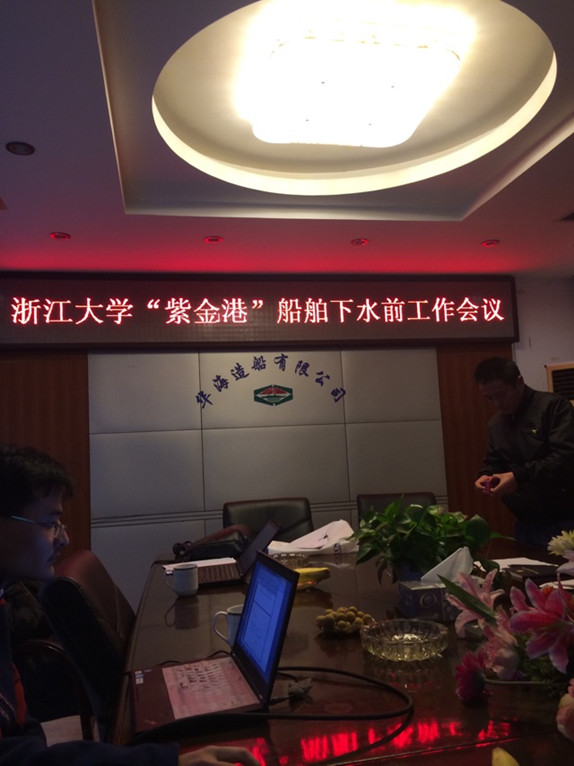 浙江大学“紫金港”船舶下水前工作会议
华海造船有限公司